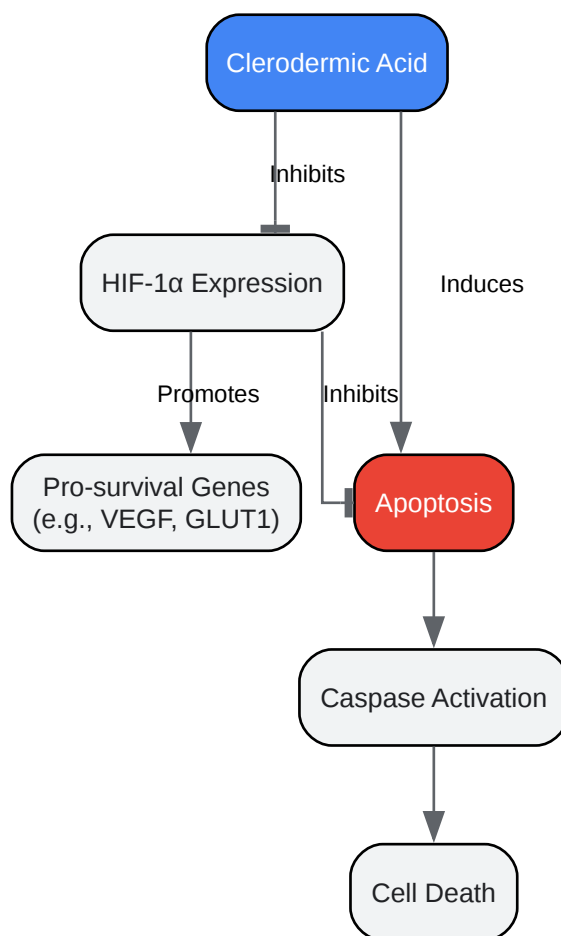 Clerodermic Acid
Inhibits
HIF-1α Expression
Induces
Promotes
Inhibits
Pro-survival Genes
(e.g., VEGF, GLUT1)
Apoptosis
Caspase Activation
Cell Death